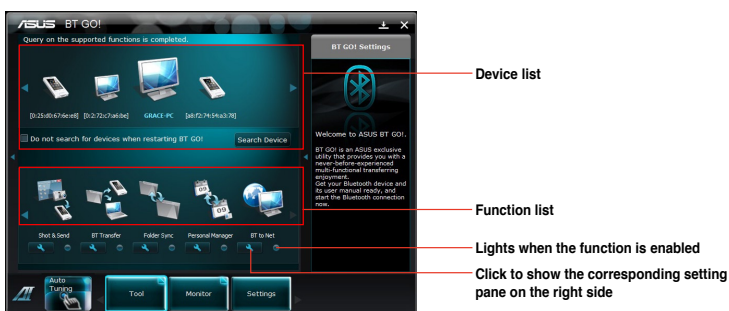 ASUS BT GO!
Query on the supported functions is completed.
BT GO! Settings
[0:25:d0:67:6e:e8]
[0:2:72:c7:a6:be]
GRACE-PC
[a8:f2:74:54:a3:78]
Do not search for devices when restarting BT GO!
Search Device
Welcome to ASUS BT GO!.
BT GO! is an ASUS exclusive
utility that provides you with a
never-before-experienced
multi-functional transferring
enjoyment.
Get your Bluetooth device and
its user manual ready, and
start the Bluetooth connection
now.
09
09
Shot & Send
BT Transfer
Folder Sync
Personal Manager
BT to Net
Auto
Tuning
Tool
Monitor
Settings
Device list
Function list
Lights when the function is enabled
Click to show the corresponding setting
pane on the right side